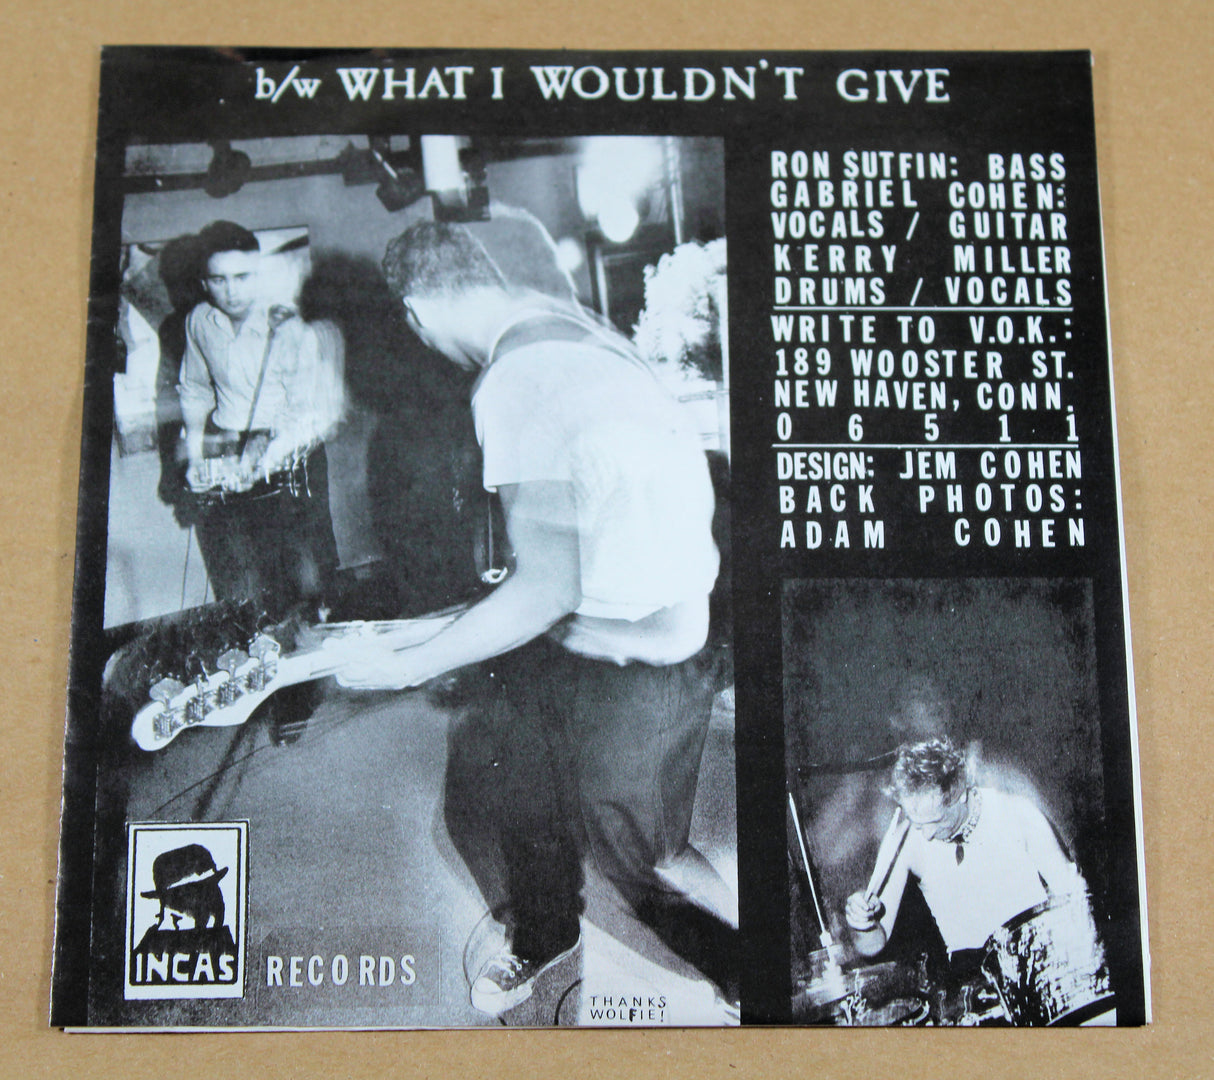 b/w WHAT I WOULDN'T GIVE
RON SUTFIN: BASS
GABRIEL COHEN:
VOCALS / GUITAR
KERRY MILLER
DRUMS / VOCALS
WRITE TO V.O.K.:
189 WOOSTER ST.
NEW HAVEN, CONN.
0 6 5 1 1
DESIGN: JEM COHEN
BACK PHOTOS:
ADAM COHEN
INCAS
RECORDS
THANKS
WOLFIE!